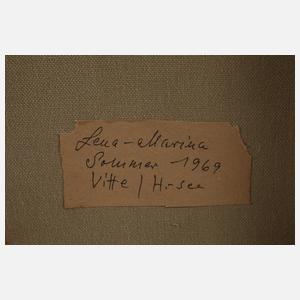 Lena-Marina
Sommer 1969
Vitte / H.-see